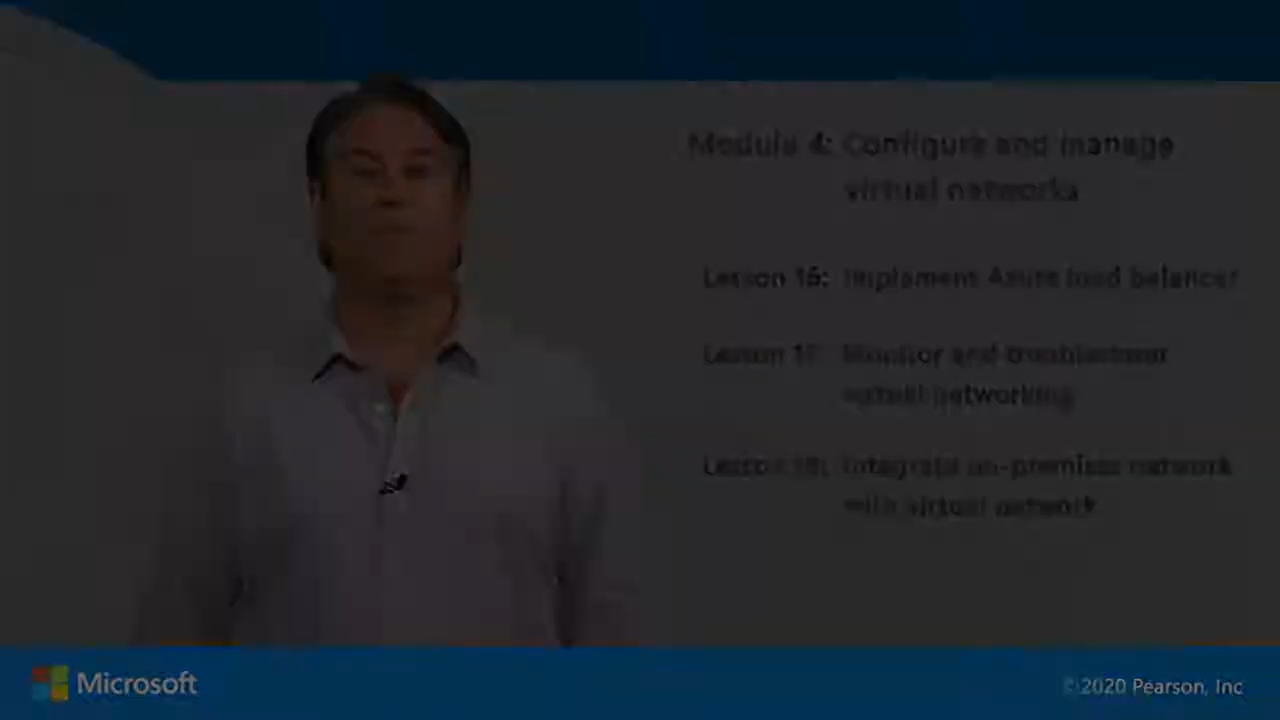 Module 4: Configure and manage
virtual networks
Lesson 16: Implement Azure load balancer
Lesson 17: Monitor and troubleshoot
virtual networking
Lesson 18: Integrate on-premises network
with virtual network
Microsoft
©2020 Pearson, Inc